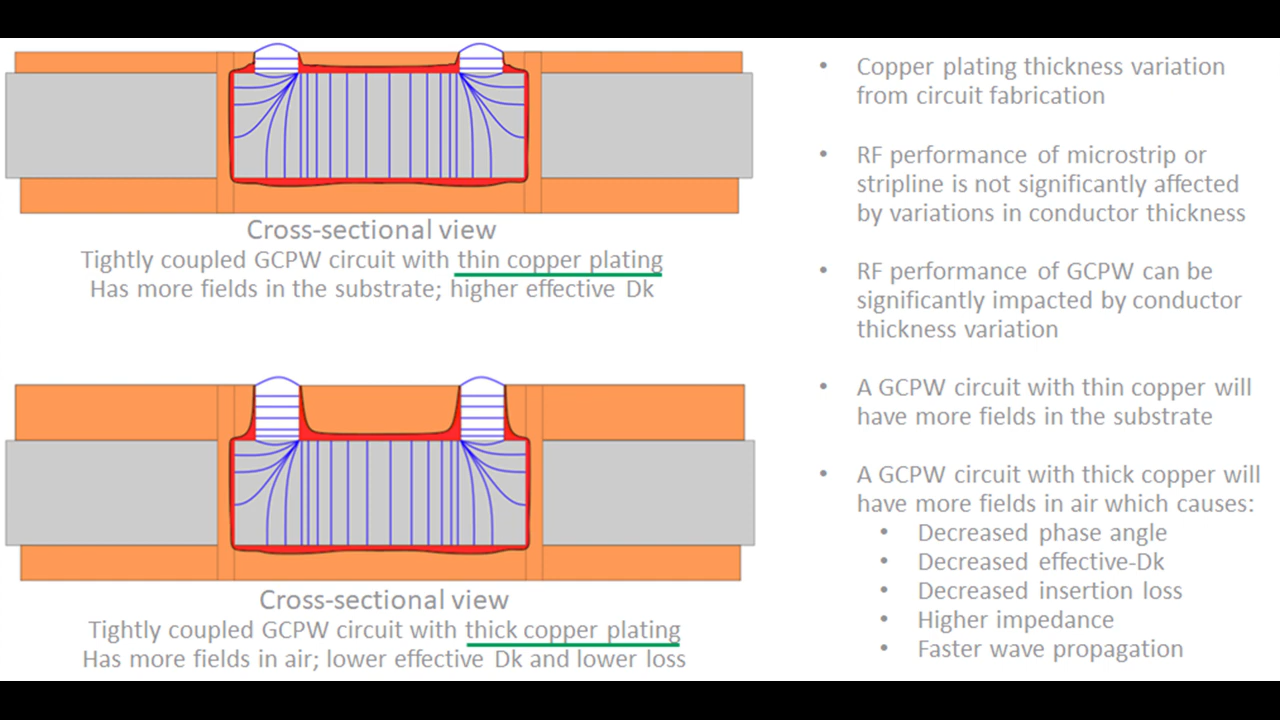 Cross-sectional view
Tightly coupled GCPW circuit with thin copper plating
Has more fields in the substrate; higher effective Dk
Cross-sectional view
Tightly coupled GCPW circuit with thick copper plating
Has more fields in air; lower effective Dk and lower loss
• Copper plating thickness variation
from circuit fabrication
• RF performance of microstrip or
stripline is not significantly affected
by variations in conductor thickness
• RF performance of GCPW can be
significantly impacted by conductor
thickness variation
• A GCPW circuit with thin copper will
have more fields in the substrate
• A GCPW circuit with thick copper will
have more fields in air which causes:
• Decreased phase angle
• Decreased effective-Dk
• Decreased insertion loss
• Higher impedance
• Faster wave propagation